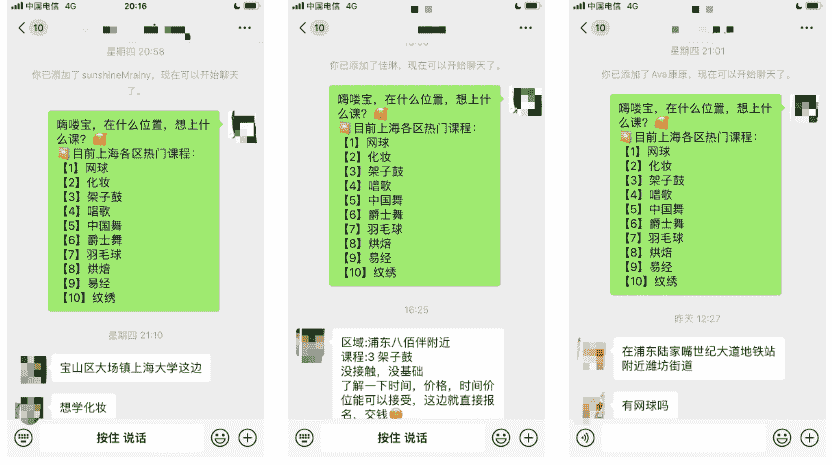 中国电信 4G
20:16
10
星期四 20:58
你已添加了sunshineMrainy，现在可以开始聊天
了。
嗨喽宝，在什么位置，想上什
么课？
目前上海各区热门课程：
【1】网球
【2】化妆
【3】架子鼓
【4】唱歌
【5】中国舞
【6】爵士舞
【7】羽毛球
【8】烘焙
【9】易经
【10】纹绣
星期四 21:10
宝山区大场镇上海大学这边
想学化妆
按住 说话
中国电信 4G
10
你已添加了佳琳，现在可以开始聊天了。
嗨喽宝，在什么位置，想上什
么课？
目前上海各区热门课程：
【1】网球
【2】化妆
【3】架子鼓
【4】唱歌
【5】中国舞
【6】爵士舞
【7】羽毛球
【8】烘焙
【9】易经
【10】纹绣
16:25
区域:浦东八佰伴附近
课程:3 架子鼓
没接触，没基础
了解一下时间，价格，时间价
位能可以接受，这边就直接报
名、交钱
按住 说话
中国电信 4G
10
星期四 21:01
你已添加了Ava康康，现在可以开始聊天了。
嗨喽宝，在什么位置，想上什
么课？
目前上海各区热门课程：
【1】网球
【2】化妆
【3】架子鼓
【4】唱歌
【5】中国舞
【6】爵士舞
【7】羽毛球
【8】烘焙
【9】易经
【10】纹绣
昨天 12:27
在浦东陆家嘴世纪大道地铁站
附近潍坊街道
有网球吗